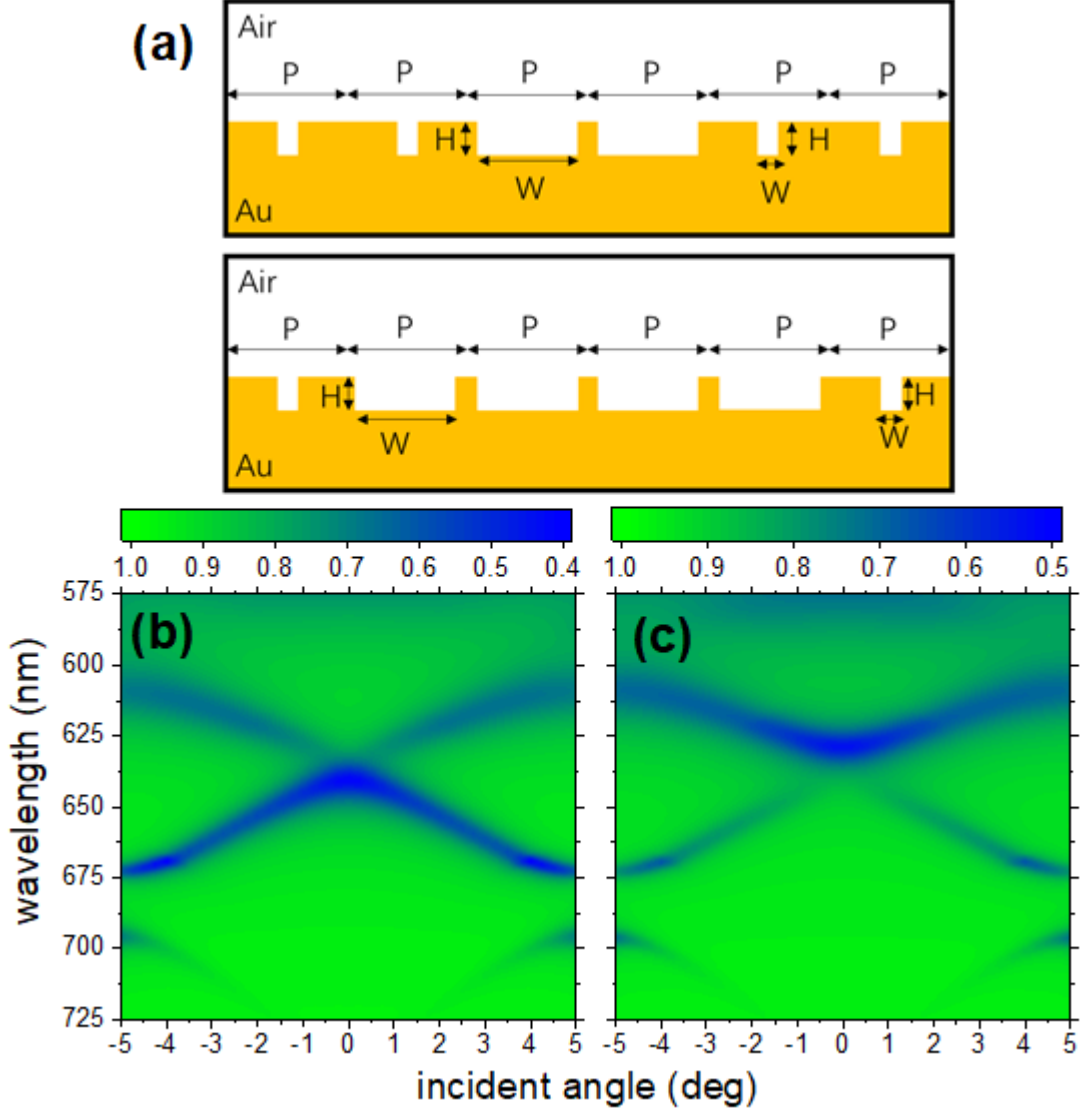 (a)
Air
P P P P P P
H H
W W
Au
Air
P P P P P P
H H
W W
Au
1.0 0.9 0.8 0.7 0.6 0.5 0.4
1.0 0.9 0.8 0.7 0.6 0.5
(b) (c)
575
600
625
650
675
700
725
wavelength (nm)
-5 -4 -3 -2 -1 0 1 2 3 4 5
-5 -4 -3 -2 -1 0 1 2 3 4 5
incident angle (deg)